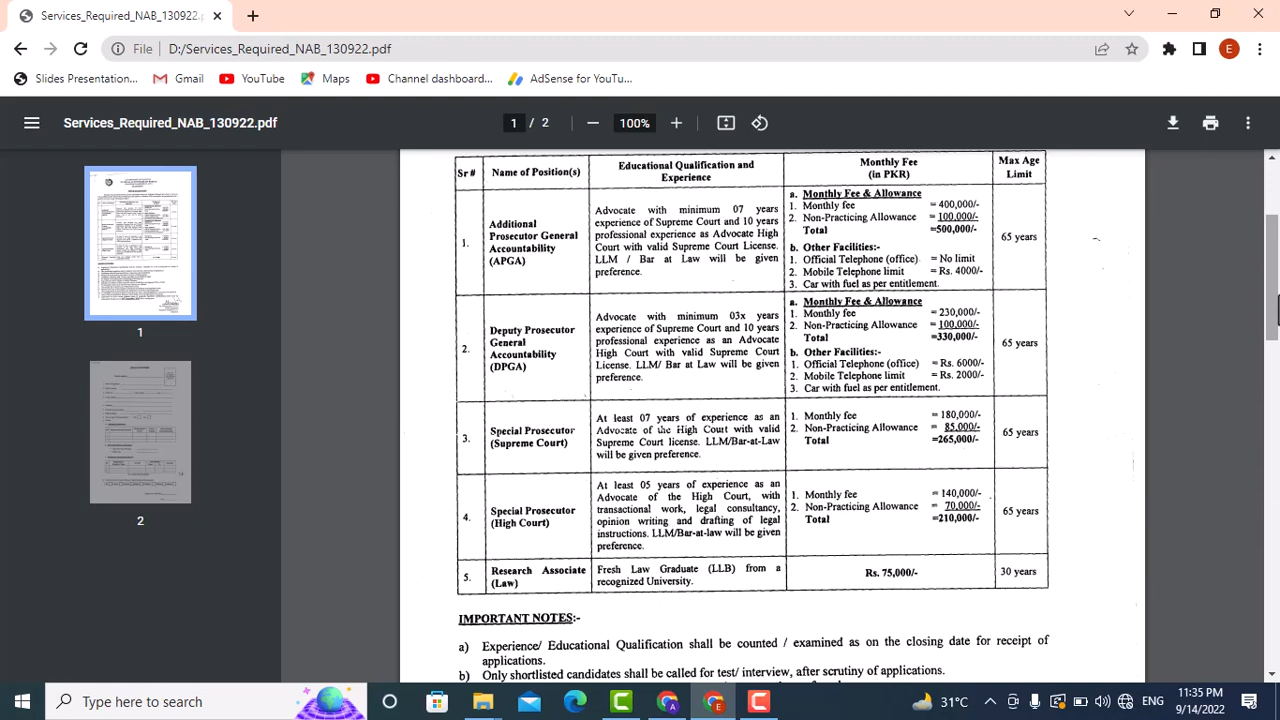 Services_Required_NAB_130922.pdf
File D:/Services_Required_NAB_130922.pdf
E
Slides Presentation...
Gmail
YouTube
Maps
Channel dashboard...
AdSense for YouTu...
Services_Required_NAB_130922.pdf
1 / 2
100%
1
2
Sr #
Name of Position(s)
Educational Qualification and
Experience
Monthly Fee
(in PKR)
Max Age
Limit
1.
Additional
Prosecutor General
Accountability
(APGA)
Advocate with minimum 07 years
experience of Supreme Court and 10 years
professional experience as Advocate High
Court with valid Supreme Court License.
LLM / Bar at Law will be given
preference.
a. Monthly Fee & Allowance
1. Monthly fee = 400,000/-
2. Non-Practicing Allowance = 100,000/-
Total =500,000/-
b. Other Facilities:-
1. Official Telephone (office) = No limit
2. Mobile Telephone limit = Rs. 4000/-
3. Car with fuel as per entitlement.
65 years
2.
Deputy Prosecutor
General
Accountability
(DPGA)
Advocate with minimum 03x years
experience of Supreme Court and 10 years
professional experience as an Advocate
High Court with valid Supreme Court
License. LLM/ Bar at Law will be given
preference.
a. Monthly Fee & Allowance
1. Monthly fee = 230,000/-
2. Non-Practicing Allowance = 100,000/-
Total =330,000/-
b. Other Facilities:-
1. Official Telephone (office) = Rs. 6000/-
2. Mobile Telephone limit = Rs. 2000/-
3. Car with fuel as per entitlement.
65 years
3.
Special Prosecutor
(Supreme Court)
At least 07 years of experience as an
Advocate of the High Court with valid
Supreme Court license. LLM/Bar-at-Law
will be given preference.
1. Monthly fee = 180,000/-
2. Non-Practicing Allowance = 85,000/-
Total =265,000/-
65 years
4.
Special Prosecutor
(High Court)
At least 05 years of experience as an
Advocate of the High Court, with
transactional work, legal consultancy,
opinion writing and drafting of legal
instructions. LLM/Bar-at-law will be given
preference.
1. Monthly fee = 140,000/-
2. Non-Practicing Allowance = 70,000/-
Total =210,000/-
65 years
5.
Research Associate
(Law)
Fresh Law Graduate (LLB) from a
recognized University.
Rs. 75,000/-
30 years
IMPORTANT NOTES:-
a) Experience/ Educational Qualification shall be counted / examined as on the closing date for receipt of
applications.
b) Only shortlisted candidates shall be called for test/ interview, after scrutiny of applications.
Type here to search
31°C
ENG
11:35 PM
9/14/2022